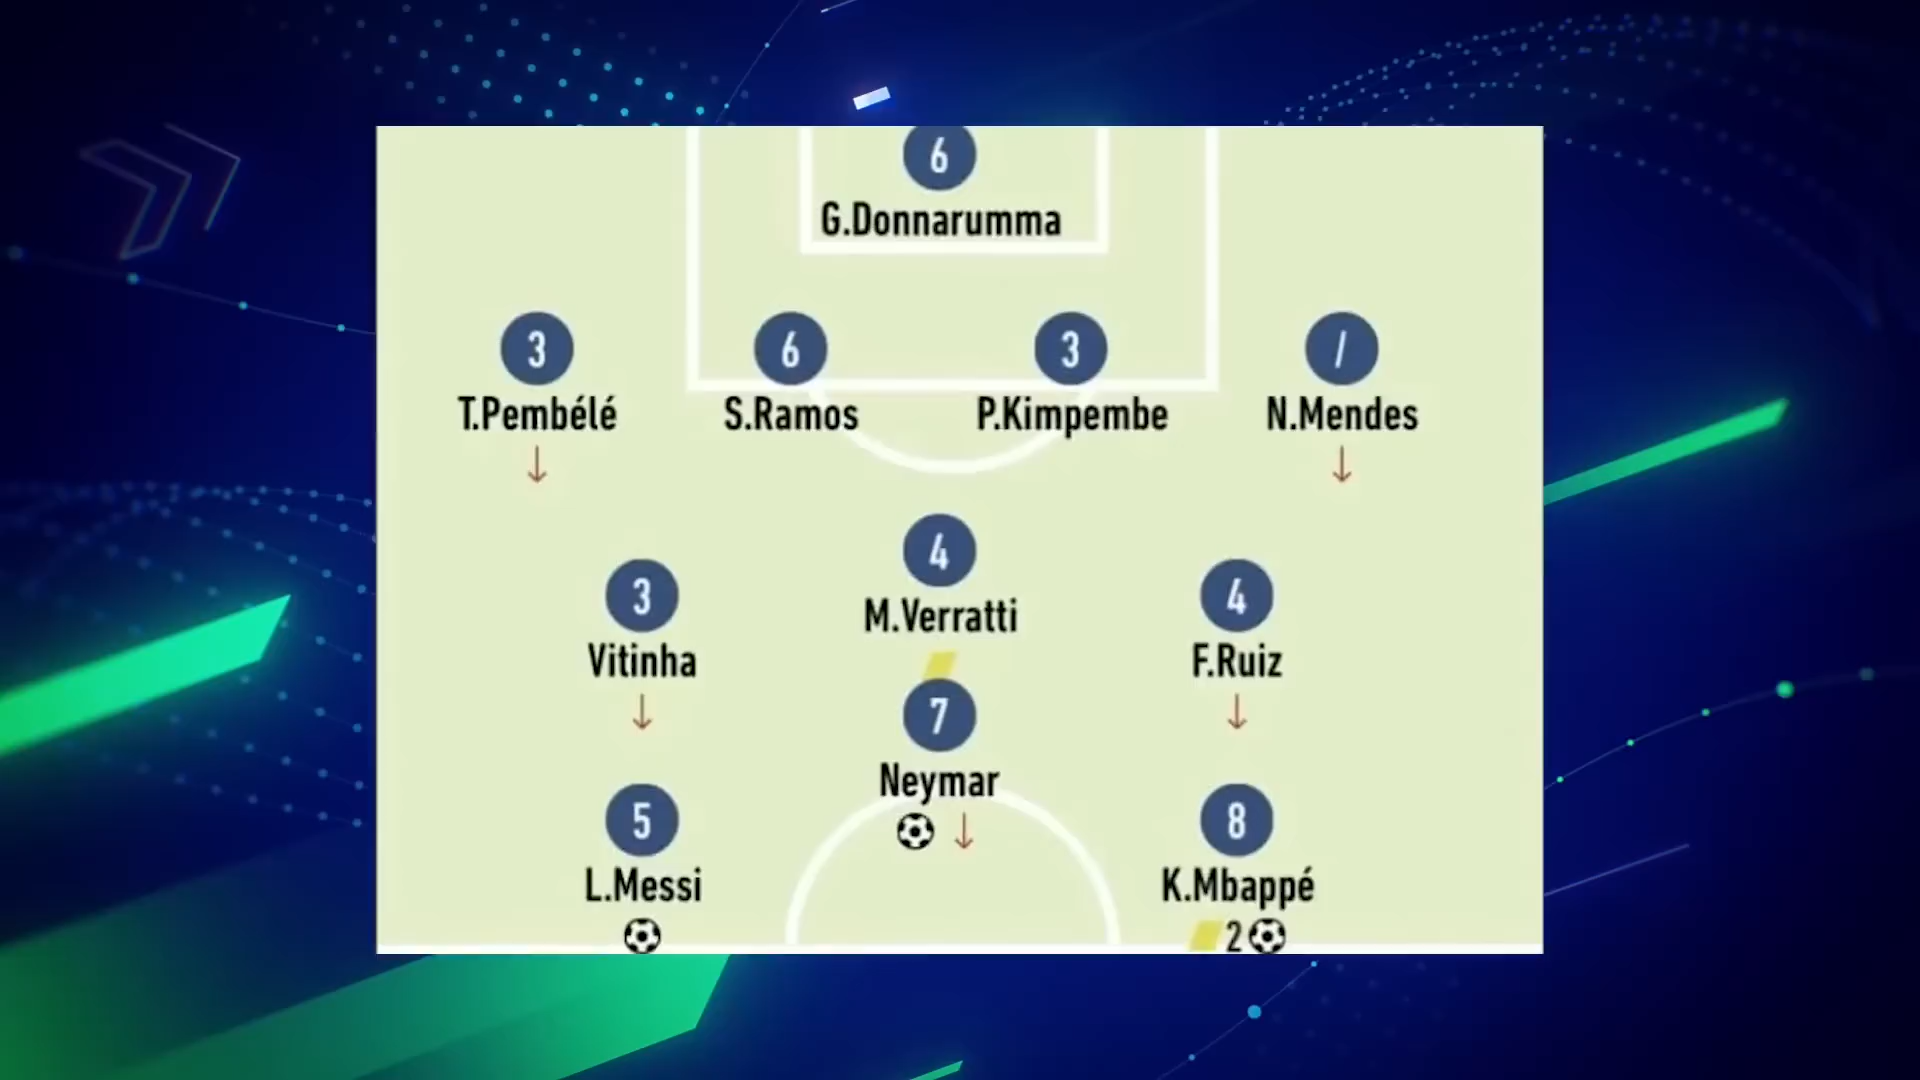 6
G.Donnarumma
3 6 3 /
T.Pembélé S.Ramos P.Kimpembe N.Mendes
4
M.Verratti
3 4
Vitinha F.Ruiz
7
Neymar
5 8
L.Messi K.Mbappé
2